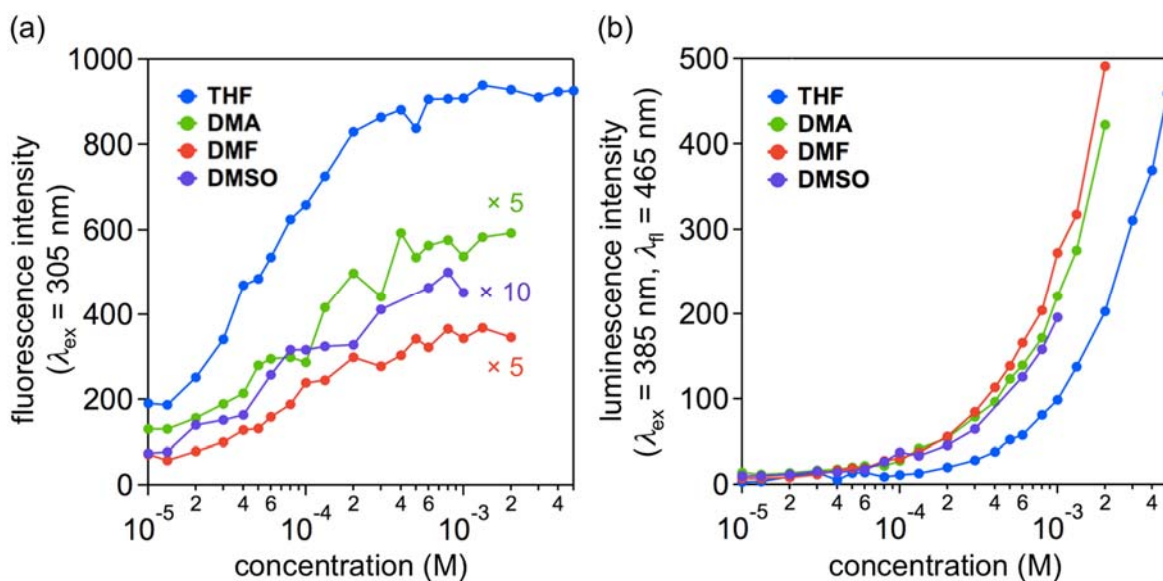 (a)
fluorescence intensity
(λex = 305 nm)
1000
800
600
400
200
0
THF
DMA
DMF
DMSO
× 5
× 10
× 5
10-5 2 4 6 10-4 2 4 6 10-3 2 4
concentration (M)
(b)
luminescence intensity
(λex = 385 nm, λfl = 465 nm)
500
400
300
200
100
0
THF
DMA
DMF
DMSO
10-5 2 4 6 10-4 2 4 6 10-3 2 4
concentration (M)